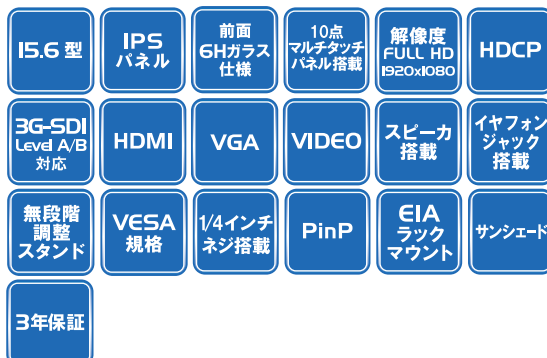 15.6 型
IPS
パネル
前面
6Hガラス
仕様
10点
マルチタッチ
パネル搭載
解像度
FULL HD
1920x1080
HDCP
3G-SDI
Level A/B
対応
HDMI
VGA
VIDEO
スピーカ
搭載
イヤフォン
ジャック
搭載
無段階
調整
スタンド
VESA
規格
1/4インチ
ネジ搭載
PinP
EIA
ラック
マウント
サンシェード
3年保証